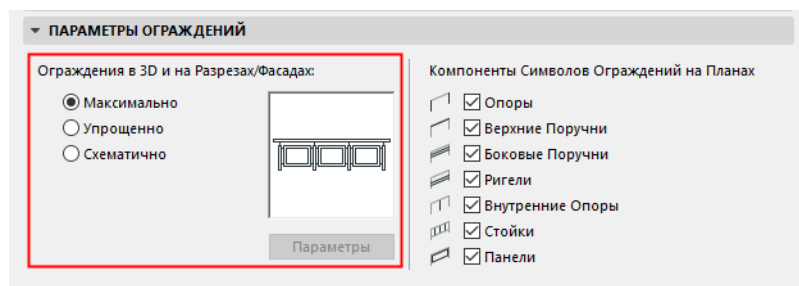 ПАРАМЕТРЫ ОГРАЖДЕНИЙ
Ограждения в 3D и на Разрезах/Фасадах:
Максимально
Упрощенно
Схематично
Параметры
Компоненты Символов Ограждений на Планах
Опоры
Верхние Поручни
Боковые Поручни
Ригели
Внутренние Опоры
Стойки
Панели